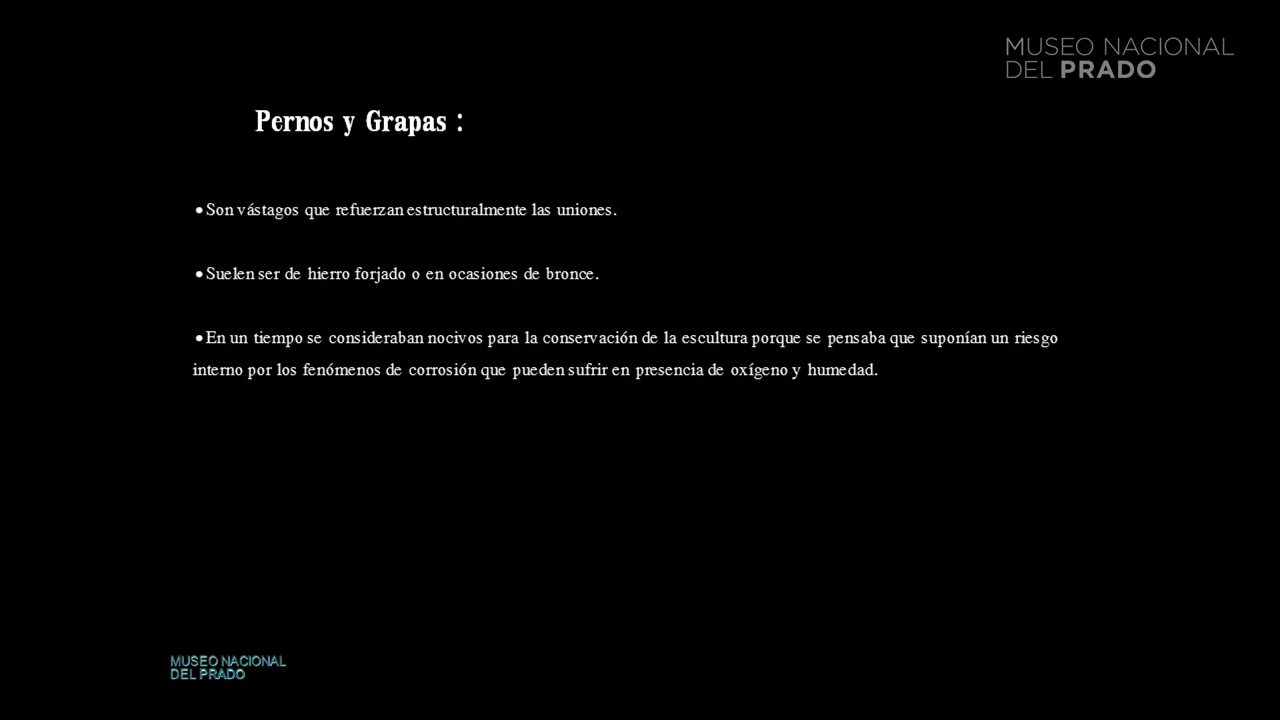 MUSEO NACIONAL
DEL PRADO
Pernos y Grapas :
•Son vástagos que refuerzan estructuralmente las uniones.
•Suelen ser de hierro forjado o en ocasiones de bronce.
•En un tiempo se consideraban nocivos para la conservación de la escultura porque se pensaba que suponían un riesgo
interno por los fenómenos de corrosión que pueden sufrir en presencia de oxígeno y humedad.
MUSEO NACIONAL
DEL PRADO